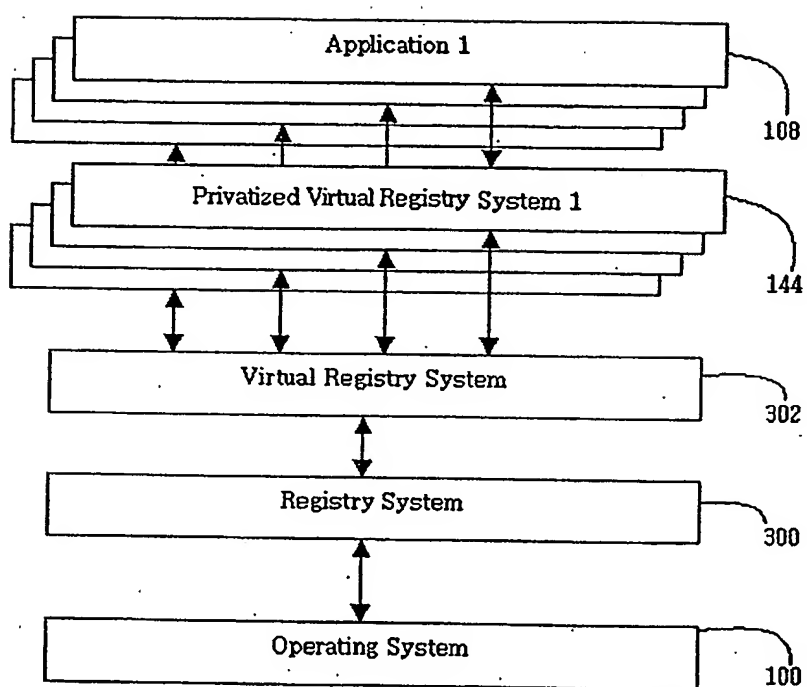 Application 1
108
Privatized Virtual Registry System 1
144
Virtual Registry System
302
Registry System
300
Operating System
100